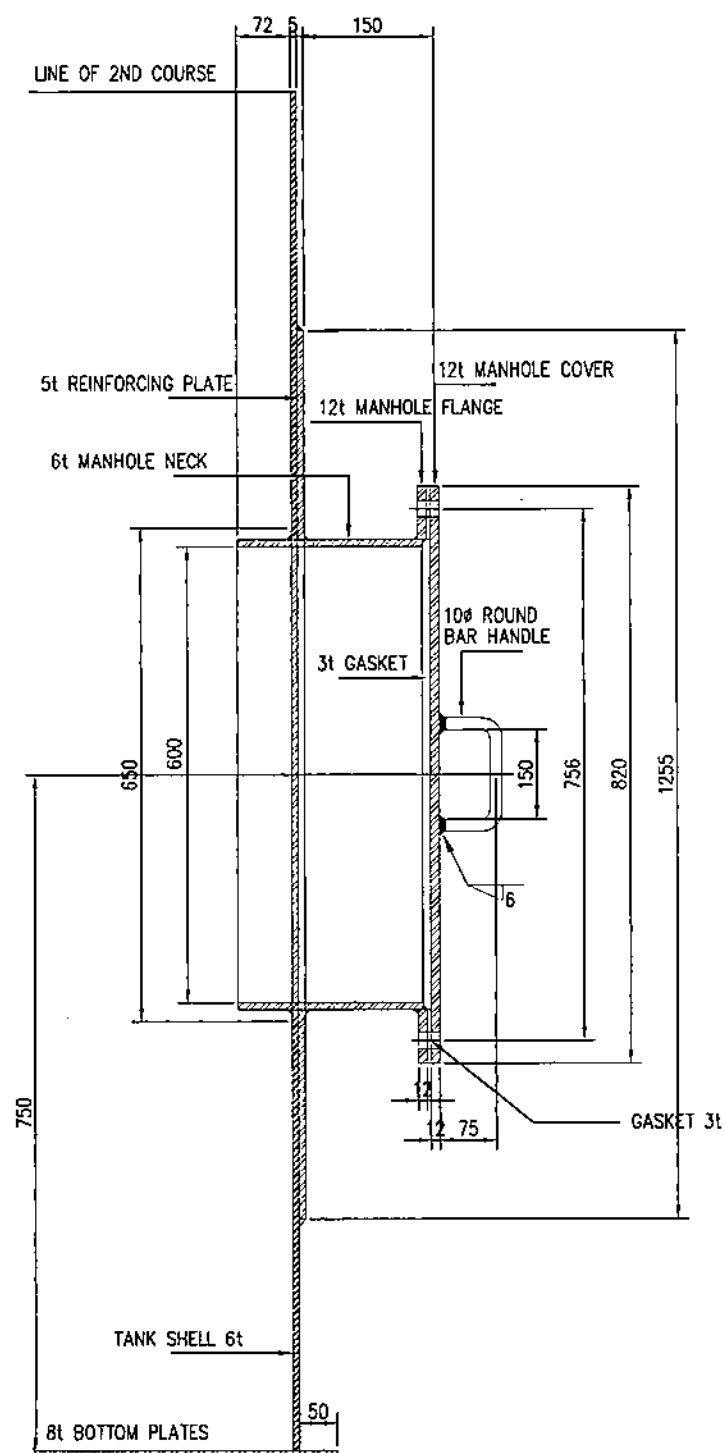 72
5
150
LINE OF 2ND COURSE
12t MANHOLE COVER
5t REINFORCING PLATE
12t MANHOLE FLANGE
6t MANHOLE NECK
10ø ROUND
BAR HANDLE
3t GASKET
650
600
150
756
820
1255
6
750
12
12
75
GASKET 3t
TANK SHELL 6t
50
8t BOTTOM PLATES